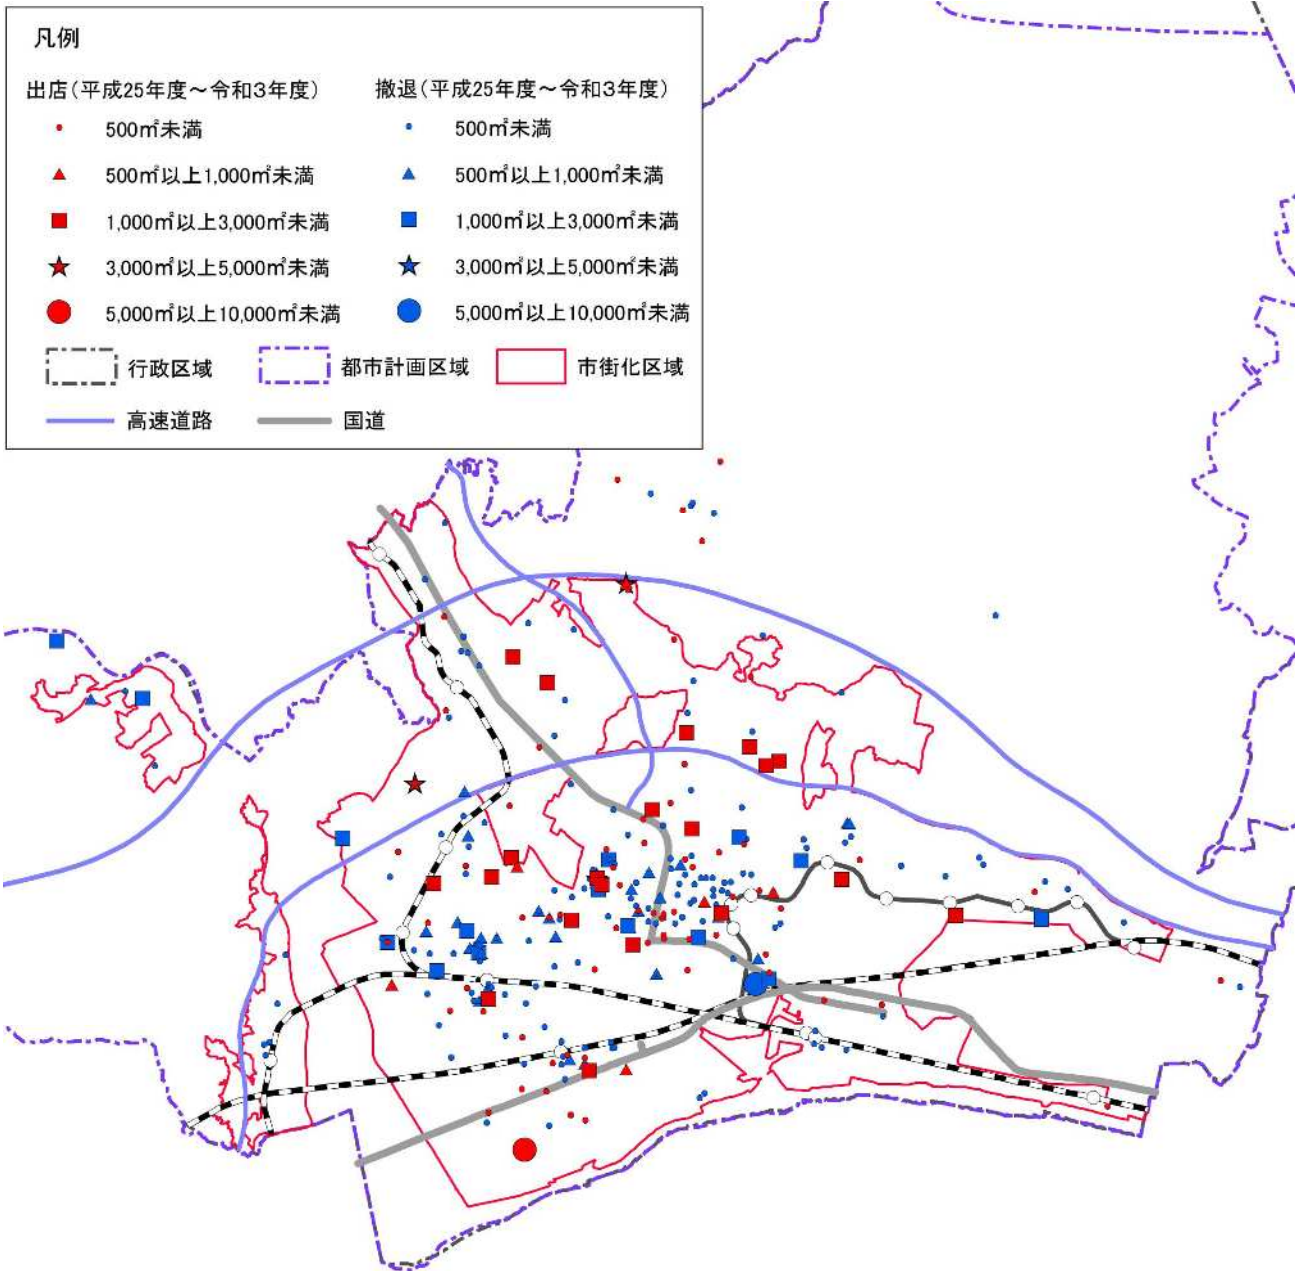 凡例
出店(平成25年度~令和3年度) 撤退(平成25年度~令和3年度)
500㎡未満 500㎡未満
500㎡以上1,000㎡未満 500㎡以上1,000㎡未満
1,000㎡以上3,000㎡未満 1,000㎡以上3,000㎡未満
3,000㎡以上5,000㎡未満 3,000㎡以上5,000㎡未満
5,000㎡以上10,000㎡未満 5,000㎡以上10,000㎡未満
行政区域 都市計画区域 市街化区域
高速道路 国道